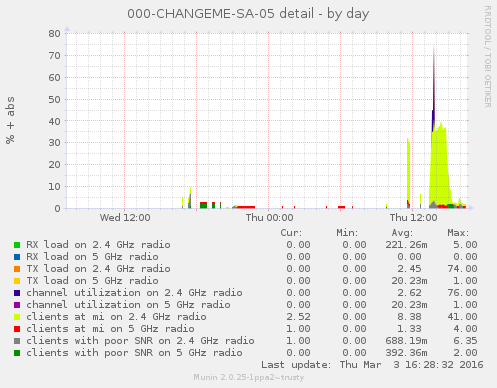 000-CHANGEME-SA-05 detail - by day
RRDTOOL / TOBI OETIKER
% + abs
80
70
60
50
40
30
20
10
0
Wed 12:00 Thu 00:00 Thu 12:00
Cur: Min: Avg: Max:
RX load on 2.4 GHz radio 0.00 0.00 221.26m 5.00
RX load on 5 GHz radio 0.00 0.00 0.00 0.00
TX load on 2.4 GHz radio 0.00 0.00 2.45 74.00
TX load on 5 GHz radio 0.00 0.00 20.23m 1.00
channel utilization on 2.4 GHz radio 0.00 0.00 2.62 76.00
channel utilization on 5 GHz radio 0.00 0.00 20.23m 1.00
clients at mi on 2.4 GHz radio 2.52 0.00 8.38 41.00
clients at mi on 5 GHz radio 1.00 0.00 1.33 4.00
clients with poor SNR on 2.4 GHz radio 1.00 0.00 688.19m 6.35
clients with poor SNR on 5 GHz radio 0.00 0.00 392.36m 2.00
Last update: Thu Mar 3 16:28:32 2016
Munin 2.0.25-1ppa2~trusty